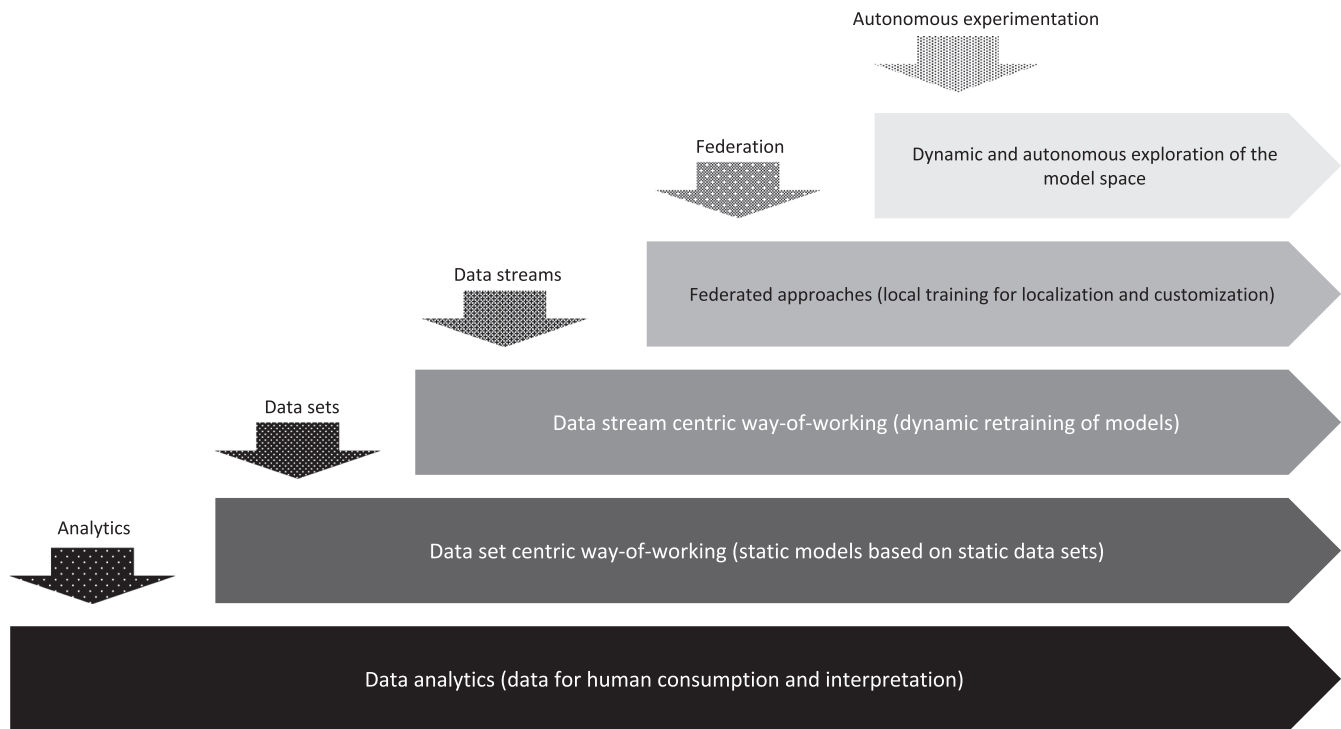 Autonomous experimentation
Dynamic and autonomous exploration of the
model space
Federation
Federated approaches (local training for localization and customization)
Data streams
Data stream centric way-of-working (dynamic retraining of models)
Data sets
Data set centric way-of-working (static models based on static data sets)
Analytics
Data analytics (data for human consumption and interpretation)